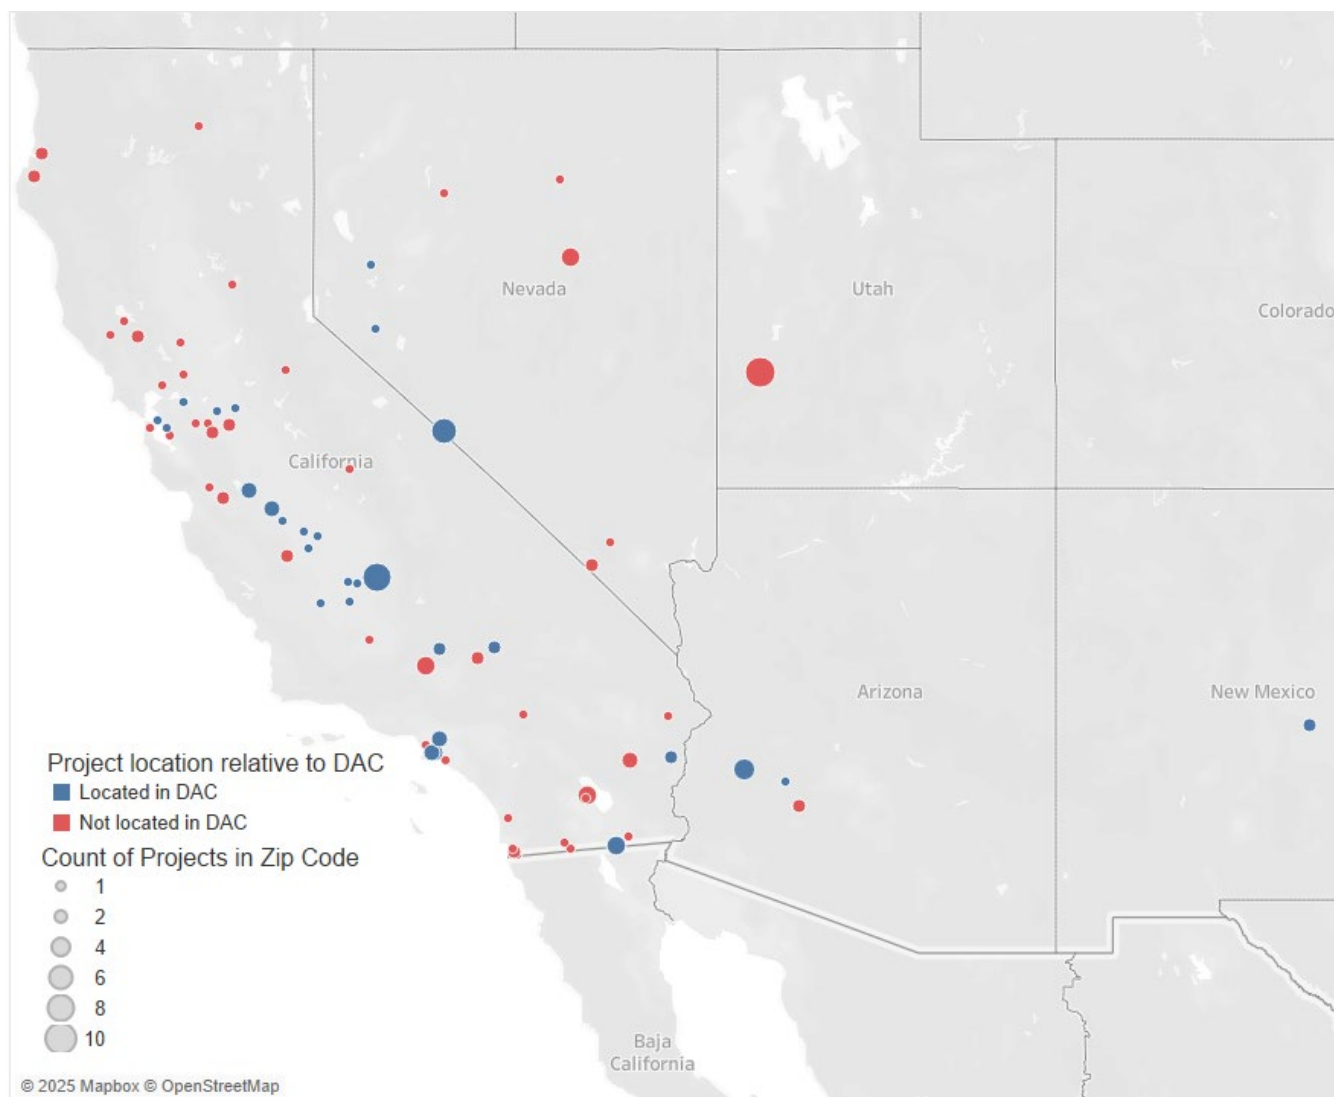 Nevada
Utah
Colorado
California
Arizona
New Mexico
Project location relative to DAC
Located in DAC
Not located in DAC
Count of Projects in Zip Code
1
2
4
6
8
10
Baja
California
© 2025 Mapbox © OpenStreetMap